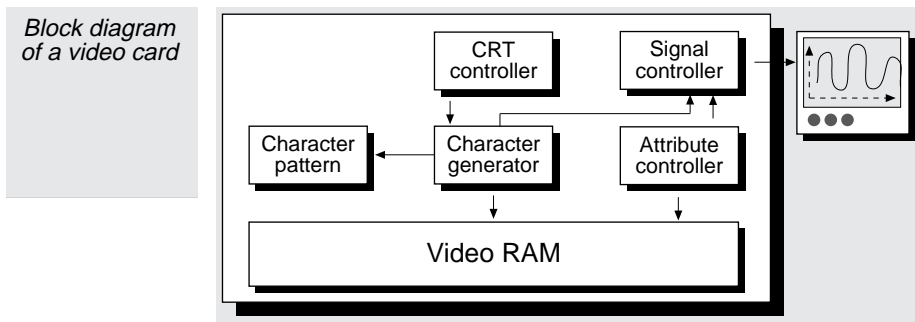 Block diagram
of a video card
CRT
controller
Signal
controller
Character
pattern
Character
generator
Attribute
controller
Video RAM